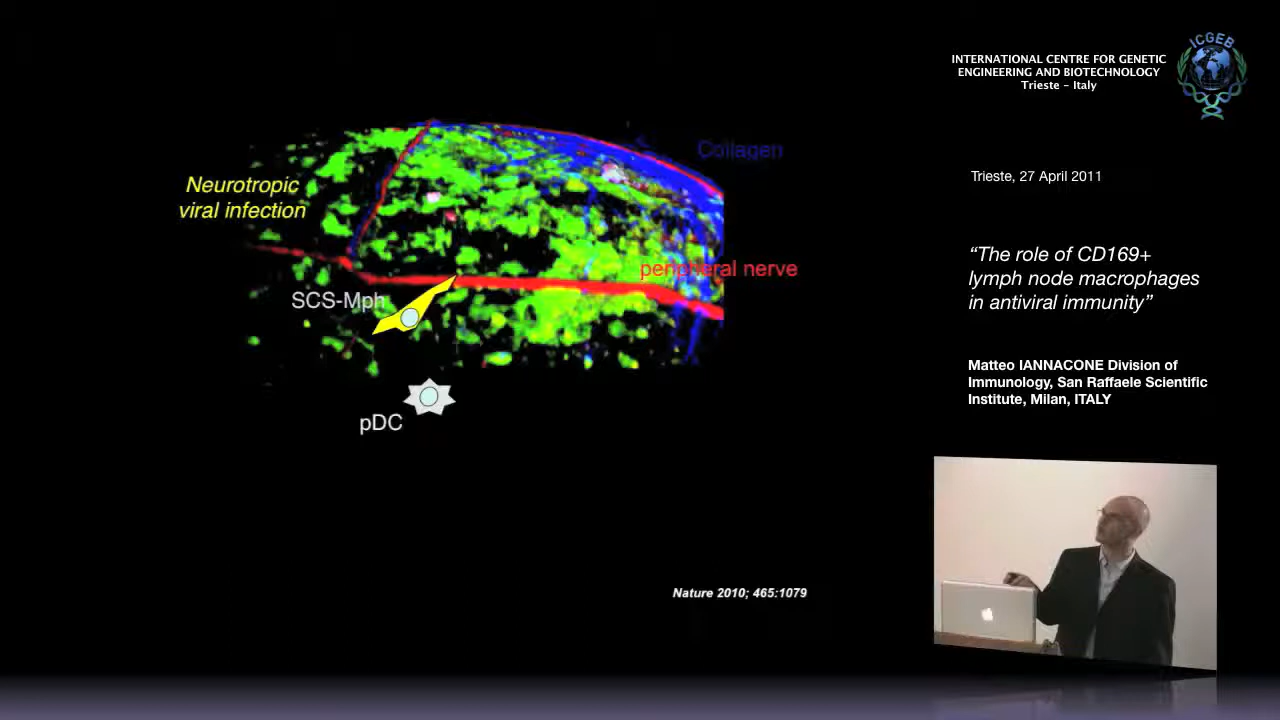 Neurotropic
viral infection
Collagen
peripheral nerve
SCS-Mph
pDC
Nature 2010; 465:1079
INTERNATIONAL CENTRE FOR GENETIC
ENGINEERING AND BIOTECHNOLOGY
Trieste – Italy
ICGEB
Trieste, 27 April 2011
“The role of CD169+
lymph node macrophages
in antiviral immunity”
Matteo IANNACONE Division of
Immunology, San Raffaele Scientific
Institute, Milan, ITALY